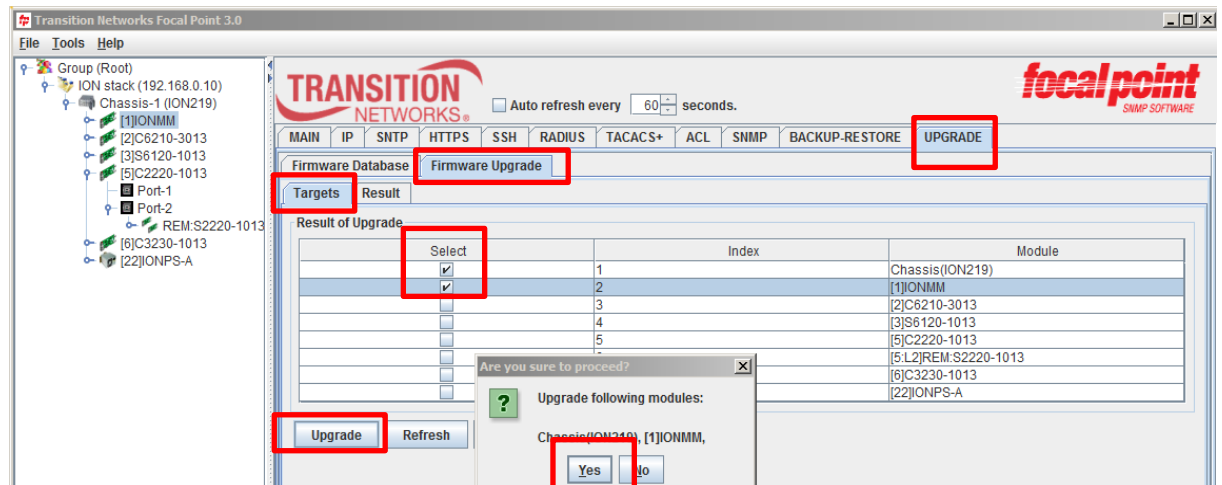 Transition Networks Focal Point 3.0
File Tools Help
Group (Root)
ION stack (192.168.0.10)
Chassis-1 (ION219)
[1]IONMM
[2]C6210-3013
[3]S6120-1013
[5]C2220-1013
Port-1
Port-2
REM:S2220-1013
[6]C3230-1013
[22]IONPS-A
TRANSITION
NETWORKS®
Auto refresh every 60 seconds.
focal point
SNMP SOFTWARE
MAIN IP SNTP HTTPS SSH RADIUS TACACS+ ACL SNMP BACKUP-RESTORE UPGRADE
Firmware Database Firmware Upgrade
Targets Result
Result of Upgrade
Select Index Module
1 Chassis(ION219)
2 [1]IONMM
3 [2]C6210-3013
4 [3]S6120-1013
5 [5]C2220-1013
[5:L2]REM:S2220-1013
[6]C3230-1013
[22]IONPS-A
Are you sure to proceed?
Upgrade following modules:
Chassis(ION219), [1]IONMM,
Yes No
Upgrade Refresh